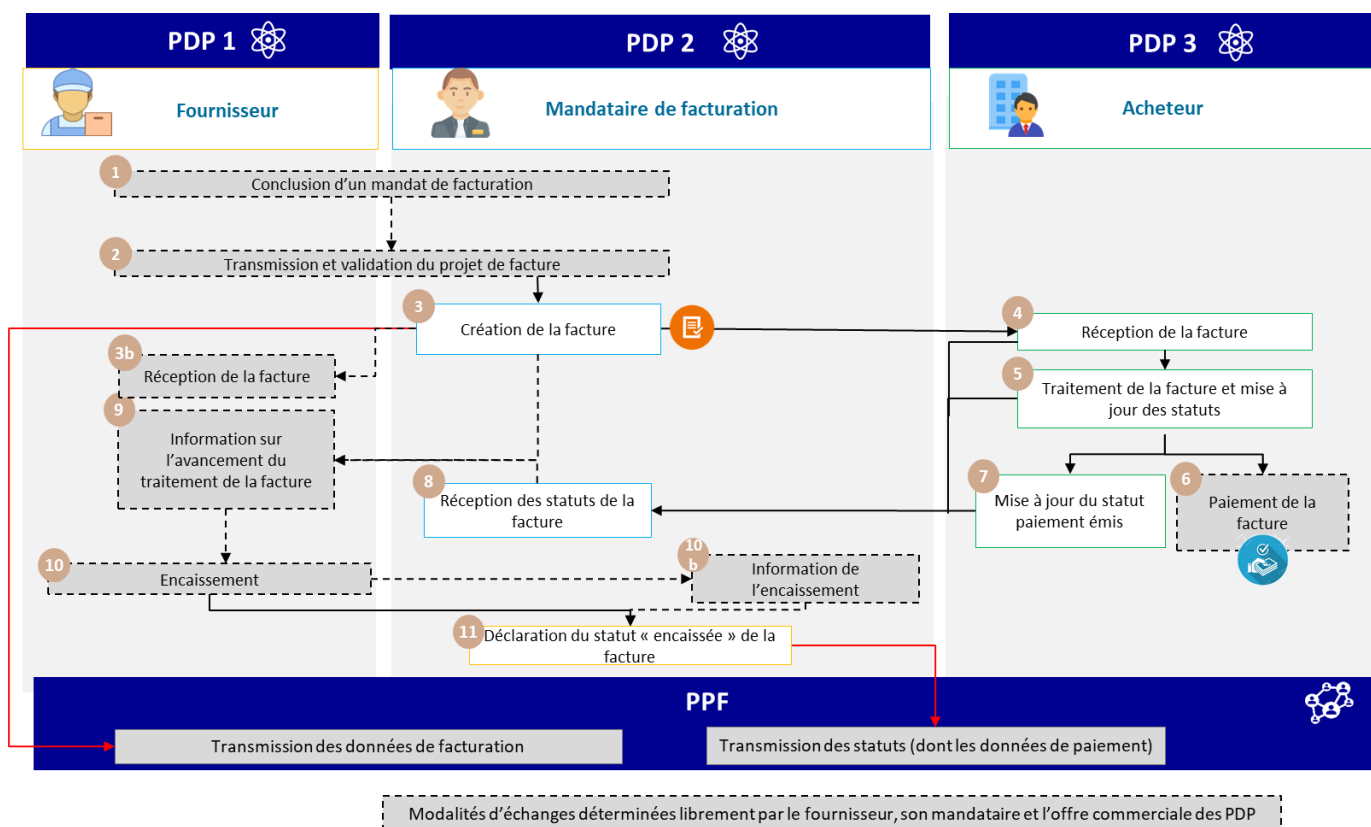 PDP 1
PDP 2
PDP 3
Fournisseur
Mandataire de facturation
Acheteur
1
Conclusion d’un mandat de facturation
2
Transmission et validation du projet de facture
3
Création de la facture
4
Réception de la facture
3b
Réception de la facture
5
Traitement de la facture et mise à
jour des statuts
9
Information sur
l’avancement du
traitement de la facture
8
Réception des statuts de la
facture
7
Mise à jour du statut
paiement émis
6
Paiement de la
facture
10
Encaissement
10
b
Information de
l’encaissement
11
Déclaration du statut « encaissée » de la
facture
PPF
Transmission des données de facturation
Transmission des statuts (dont les données de paiement)
Modalités d’échanges déterminées librement par le fournisseur, son mandataire et l’offre commerciale des PDP